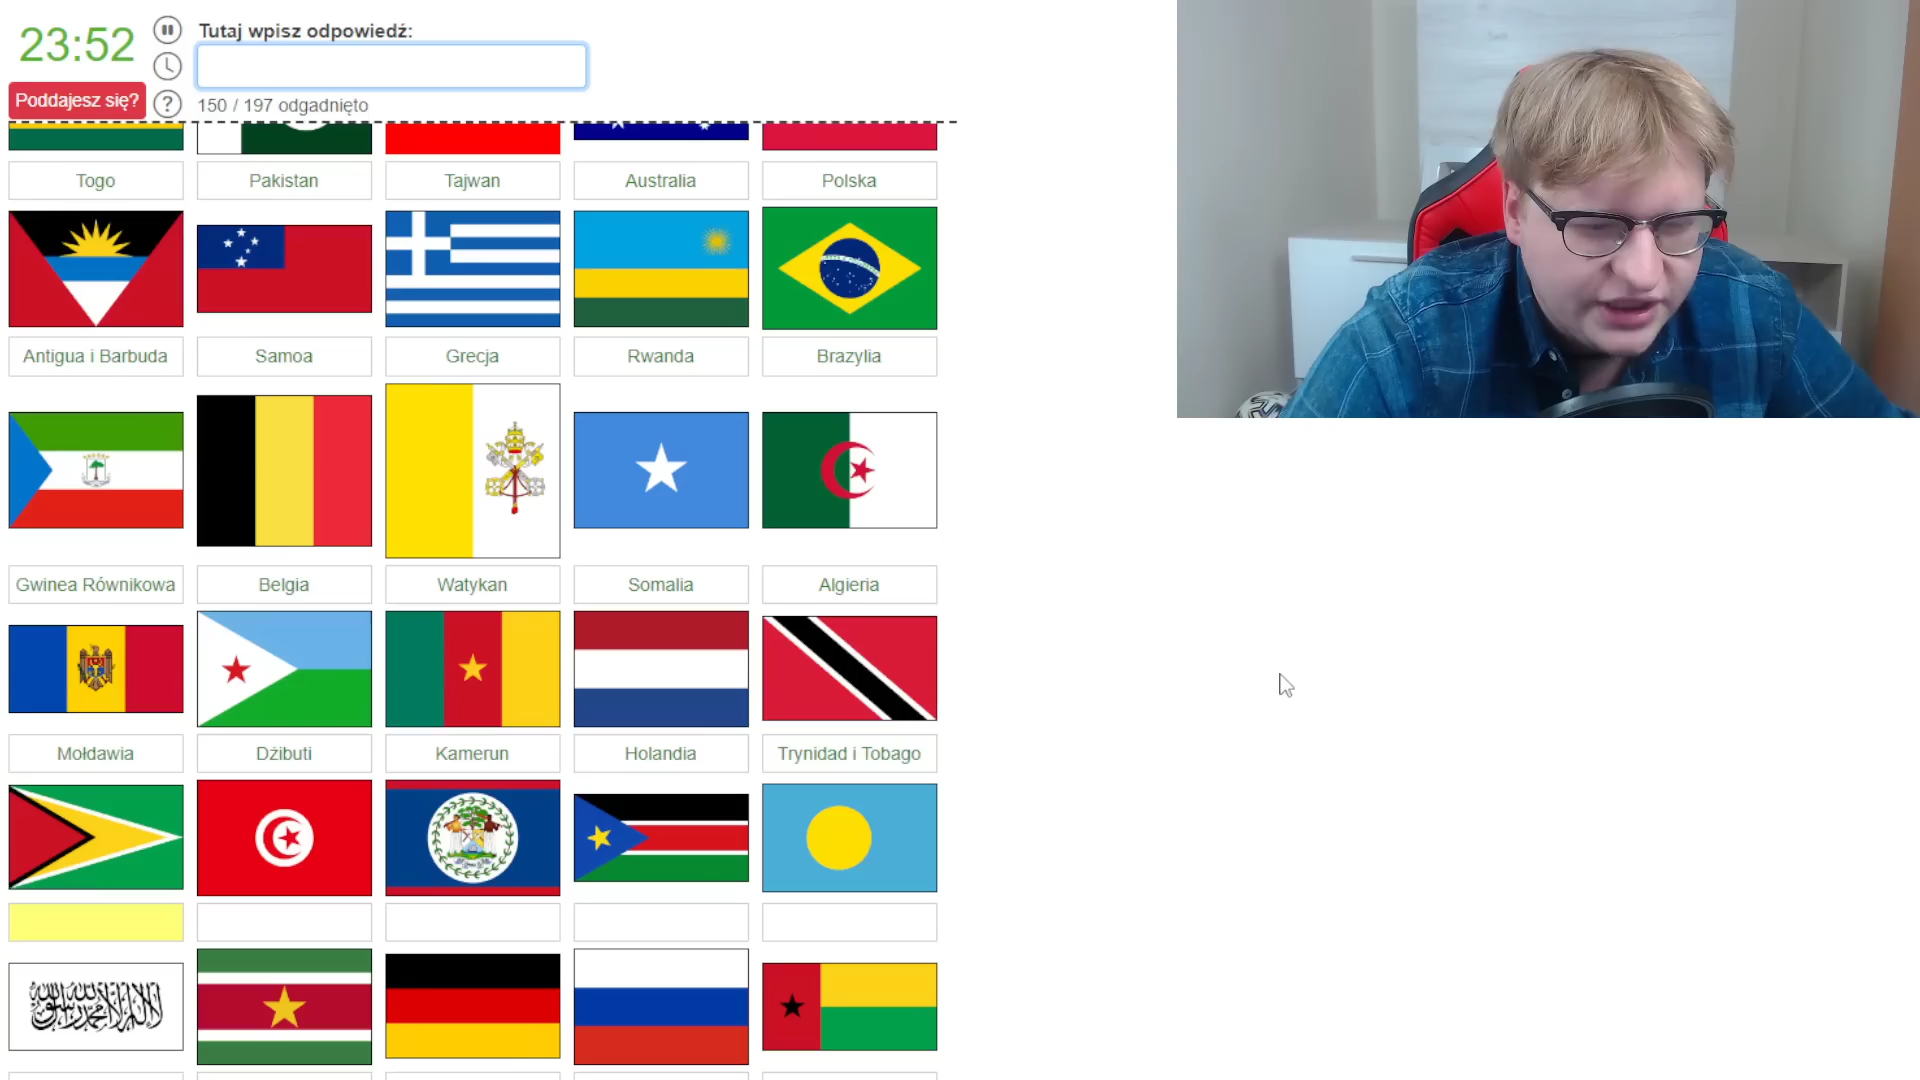 23:52
Tutaj wpisz odpowiedź:
Poddajesz się?
?
150 / 197 odgadnięto
Togo
Pakistan
Tajwan
Australia
Polska
Antigua i Barbuda
Samoa
Grecja
Rwanda
Brazylia
Gwinea Równikowa
Belgia
Watykan
Somalia
Algieria
Mołdawia
Dżibuti
Kamerun
Holandia
Trynidad i Tobago